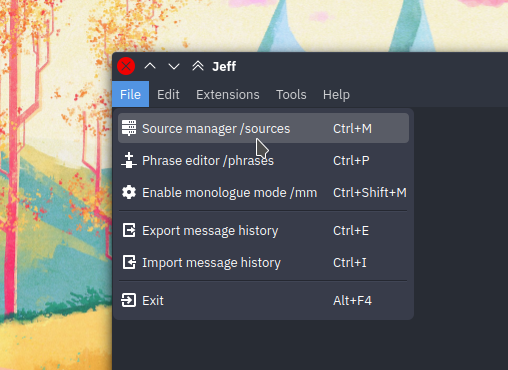 Jeff
File Edit Extensions Tools Help
Source manager /sources Ctrl+M
Phrase editor /phrases Ctrl+P
Enable monologue mode /mm Ctrl+Shift+M
Export message history Ctrl+E
Import message history Ctrl+I
Exit Alt+F4